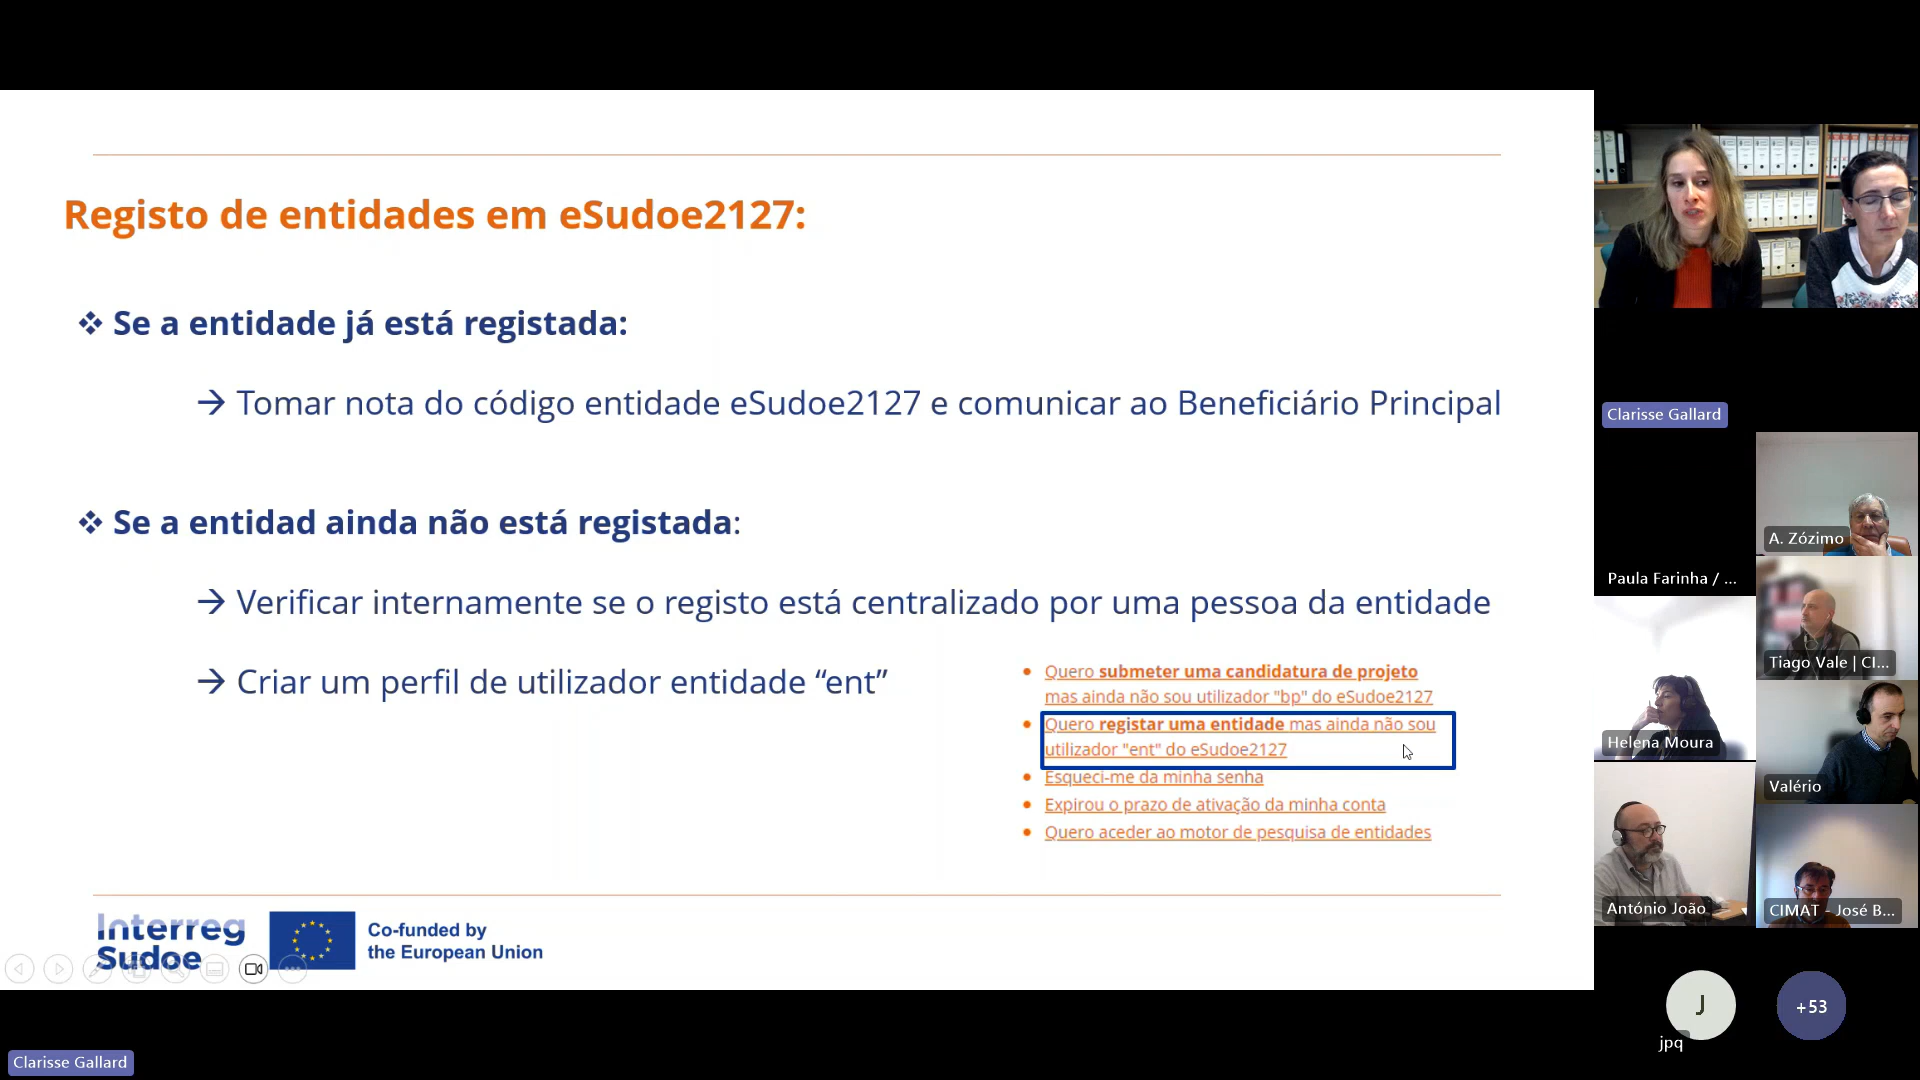 Registo de entidades em eSudoe2127:
❖ Se a entidade já está registada:
→ Tomar nota do código entidade eSudoe2127 e comunicar ao Beneficiário Principal
❖ Se a entidad ainda não está registada:
→ Verificar internamente se o registo está centralizado por uma pessoa da entidade
→ Criar um perfil de utilizador entidade “ent”
• Quero submeter uma candidatura de projeto
mas ainda não sou utilizador "bp" do eSudoe2127
• Quero registar uma entidade mas ainda não sou
utilizador "ent" do eSudoe2127
• Esqueci-me da minha senha
• Expirou o prazo de ativação da minha conta
• Quero aceder ao motor de pesquisa de entidades
Interreg
Sudoe
Co-funded by
the European Union
Clarisse Gallard
Clarisse Gallard
A. Zózimo
Paula Farinha / ...
Tiago Vale | CI...
Helena Moura
Valério
António João
CIMAT - José B...
J
jpq
+53